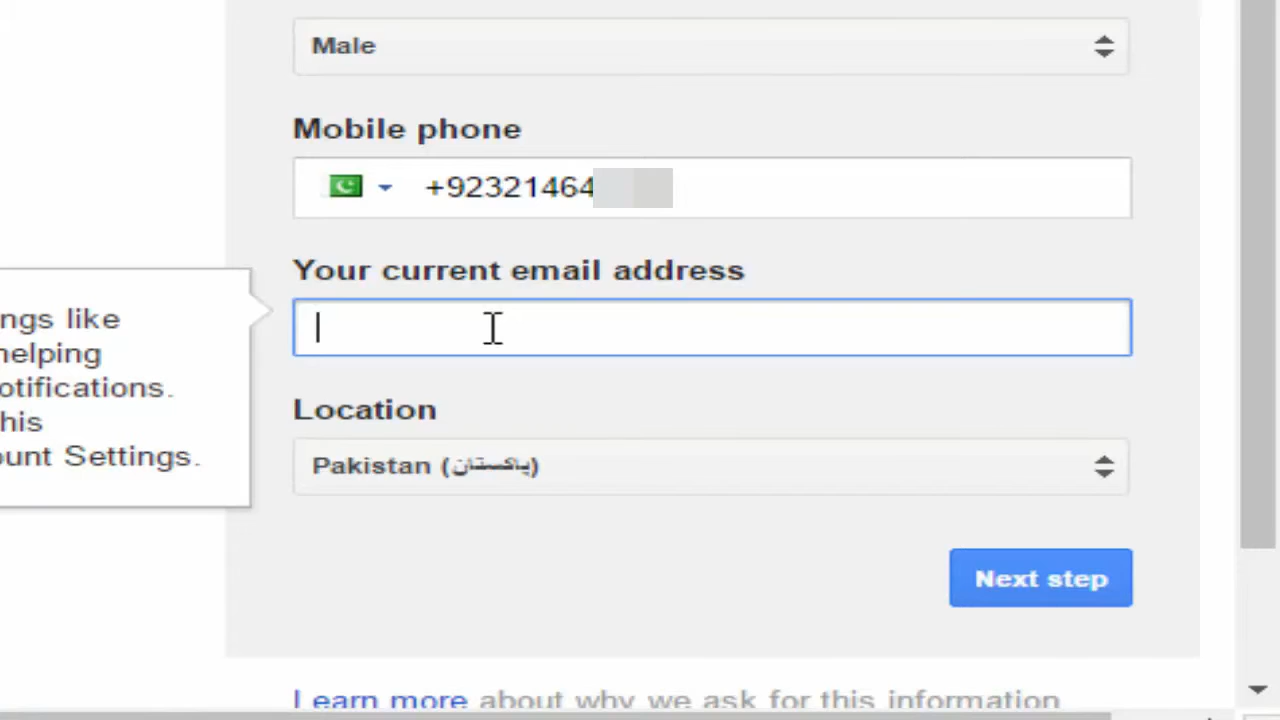 Male
Mobile phone
+92321464
Your current email address
ngs like
helping
otifications.
his
ount Settings.
Location
Pakistan (پاکستان)
Next step
Learn more about why we ask for this information